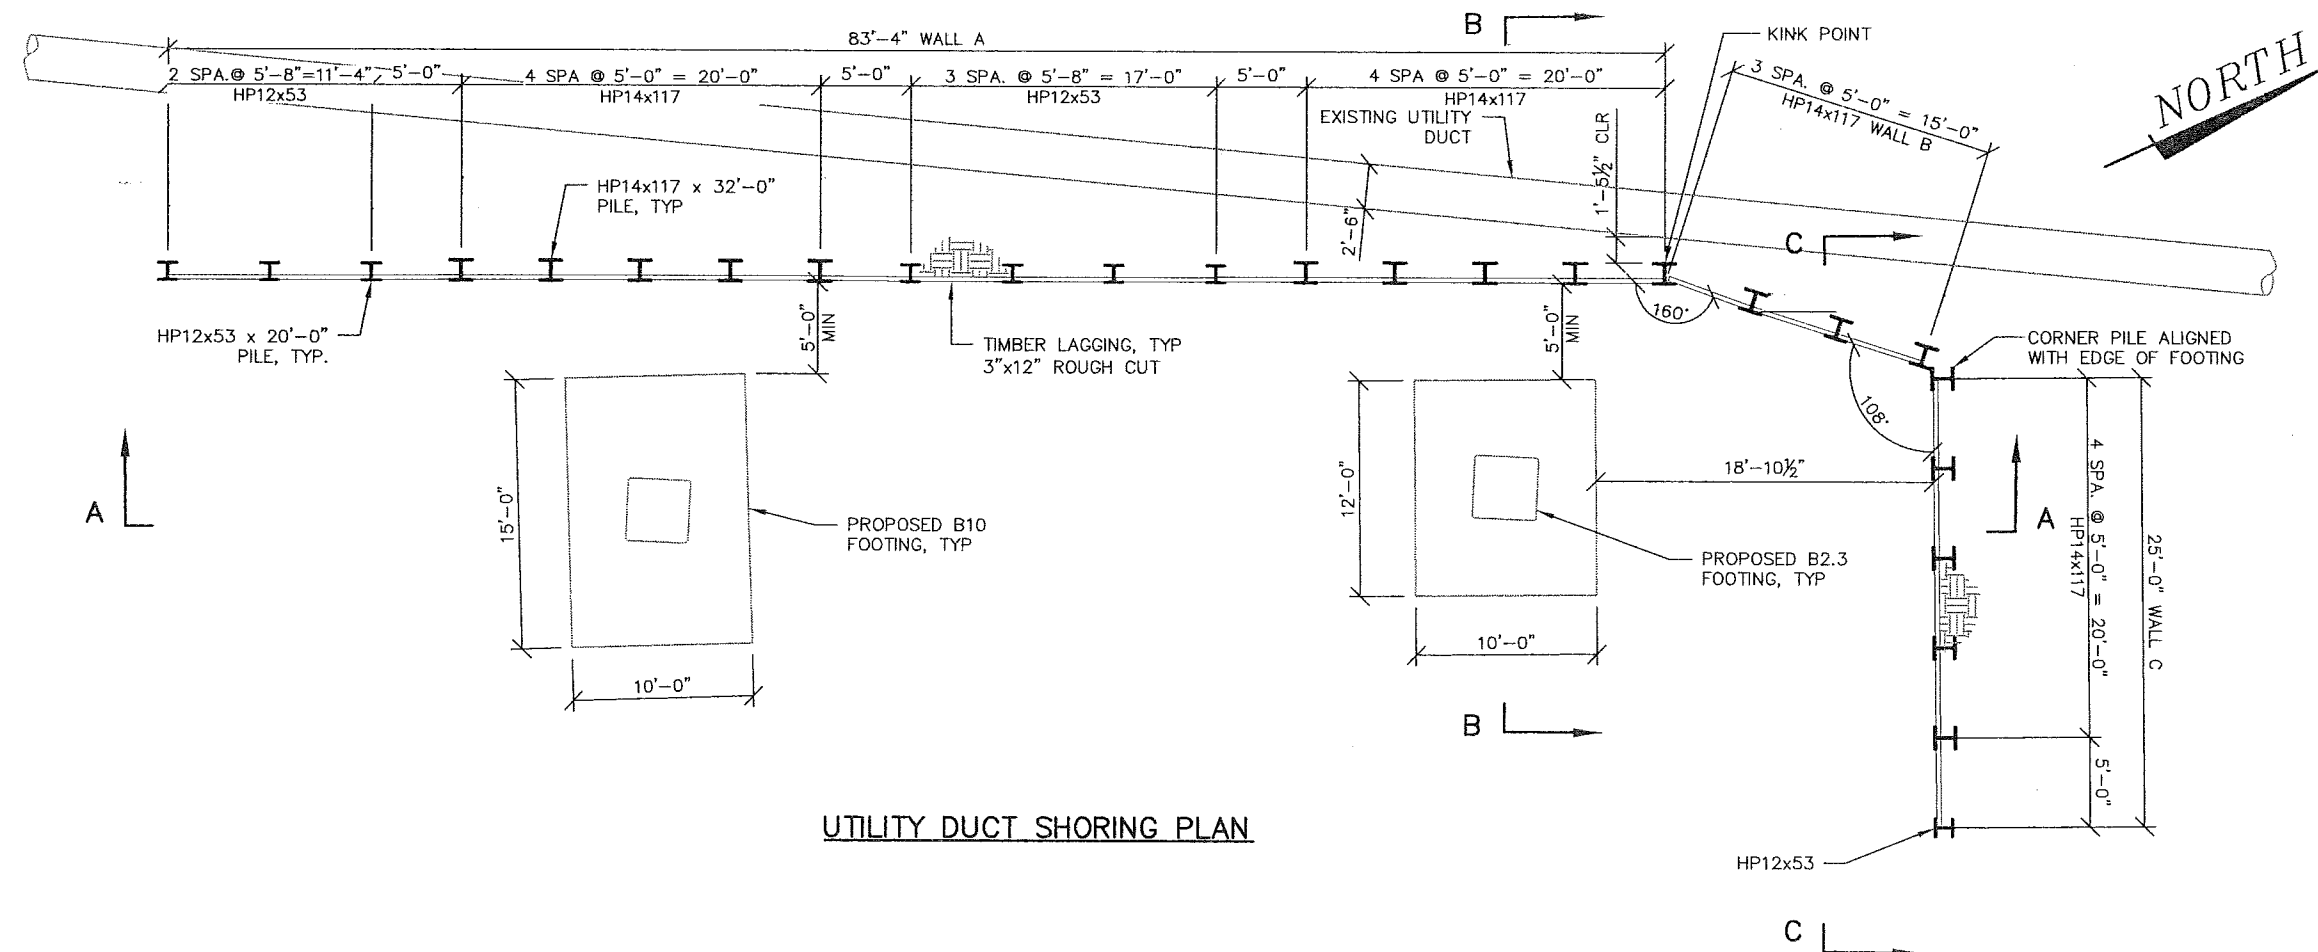 83'-4" WALL A
B
KINK POINT
NORTH
2 SPA.@ 5'-8"=11'-4"
HP12x53
5'-0"
4 SPA @ 5'-0" = 20'-0"
HP14x117
5'-0"
3 SPA. @ 5'-8" = 17'-0"
HP12x53
5'-0"
4 SPA @ 5'-0" = 20'-0"
HP14x117
3 SPA. @ 5'-0" = 15'-0"
HP14x117 WALL B
EXISTING UTILITY
DUCT
1'-5½" CLR
2'-6"
HP14x117 x 32'-0"
PILE, TYP
C
160°
HP12x53 x 20'-0"
PILE, TYP.
5'-0"
MIN
TIMBER LAGGING, TYP
3"x12" ROUGH CUT
5'-0"
MIN
CORNER PILE ALIGNED
WITH EDGE OF FOOTING
108°
A
15'-0"
PROPOSED B10
FOOTING, TYP
10'-0"
12'-0"
18'-10½"
PROPOSED B2.3
FOOTING, TYP
10'-0"
A
4 SPA. @ 5'-0" = 20'-0"
HP14x117
25'-0" WALL C
5'-0"
B
UTILITY DUCT SHORING PLAN
HP12x53
C